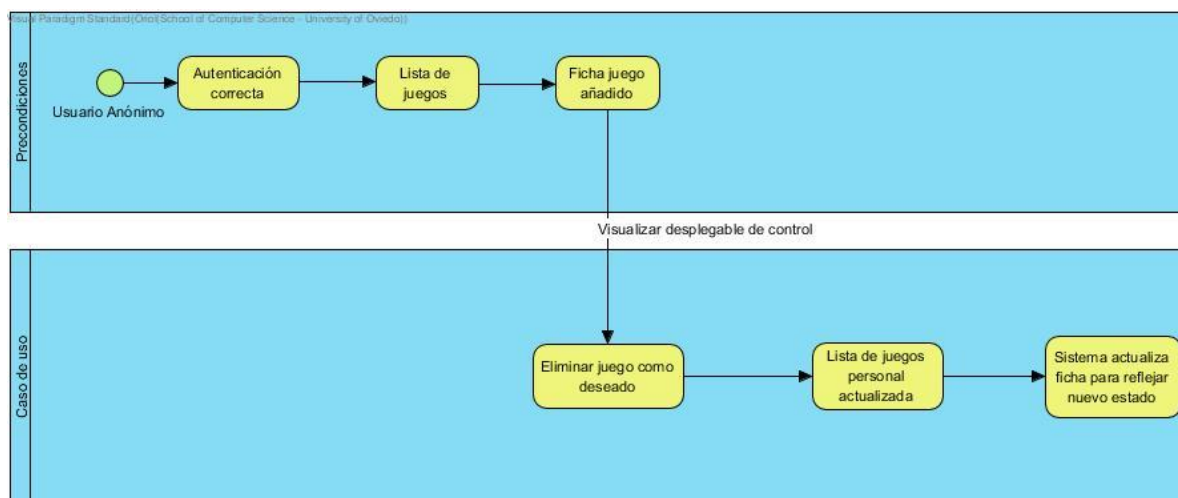 Visual Paradigm Standard(Oriol(School of Computer Science - University of Oviedo))
Precondiciones
Usuario Anónimo
Autenticación
correcta
Lista de
juegos
Ficha juego
añadido
Visualizar desplegable de control
Caso de uso
Eliminar juego como
deseado
Lista de juegos
personal
actualizada
Sistema actualiza
ficha para reflejar
nuevo estado